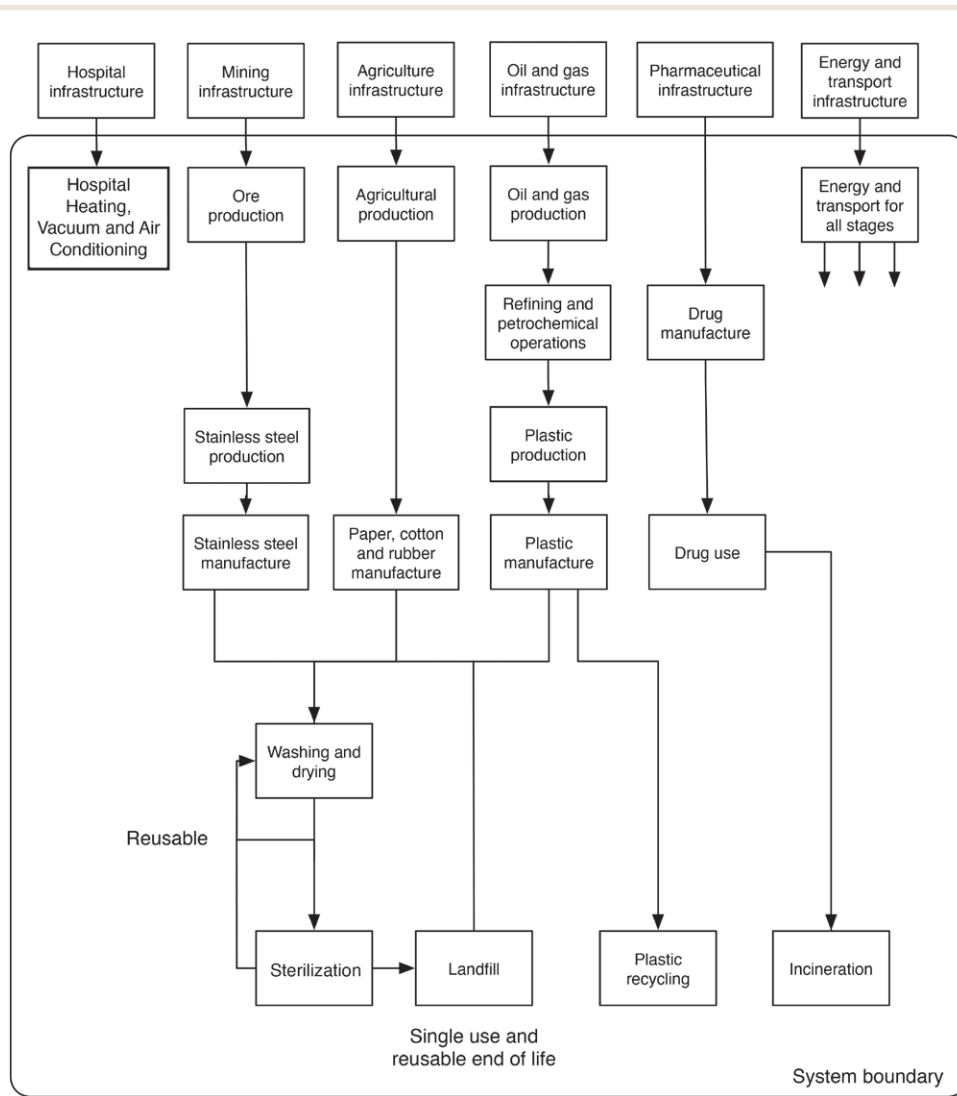 Hospital
infrastructure
Mining
infrastructure
Agriculture
infrastructure
Oil and gas
infrastructure
Pharmaceutical
infrastructure
Energy and
transport
infrastructure
Hospital
Heating,
Vacuum and Air
Conditioning
Ore
production
Agricultural
production
Oil and gas
production
Energy and
transport for
all stages
Refining and
petrochemical
operations
Drug
manufacture
Stainless steel
production
Plastic
production
Stainless steel
manufacture
Paper, cotton
and rubber
manufacture
Plastic
manufacture
Drug use
Washing and
drying
Reusable
Sterilization
Landfill
Plastic
recycling
Incineration
Single use and
reusable end of life
System boundary